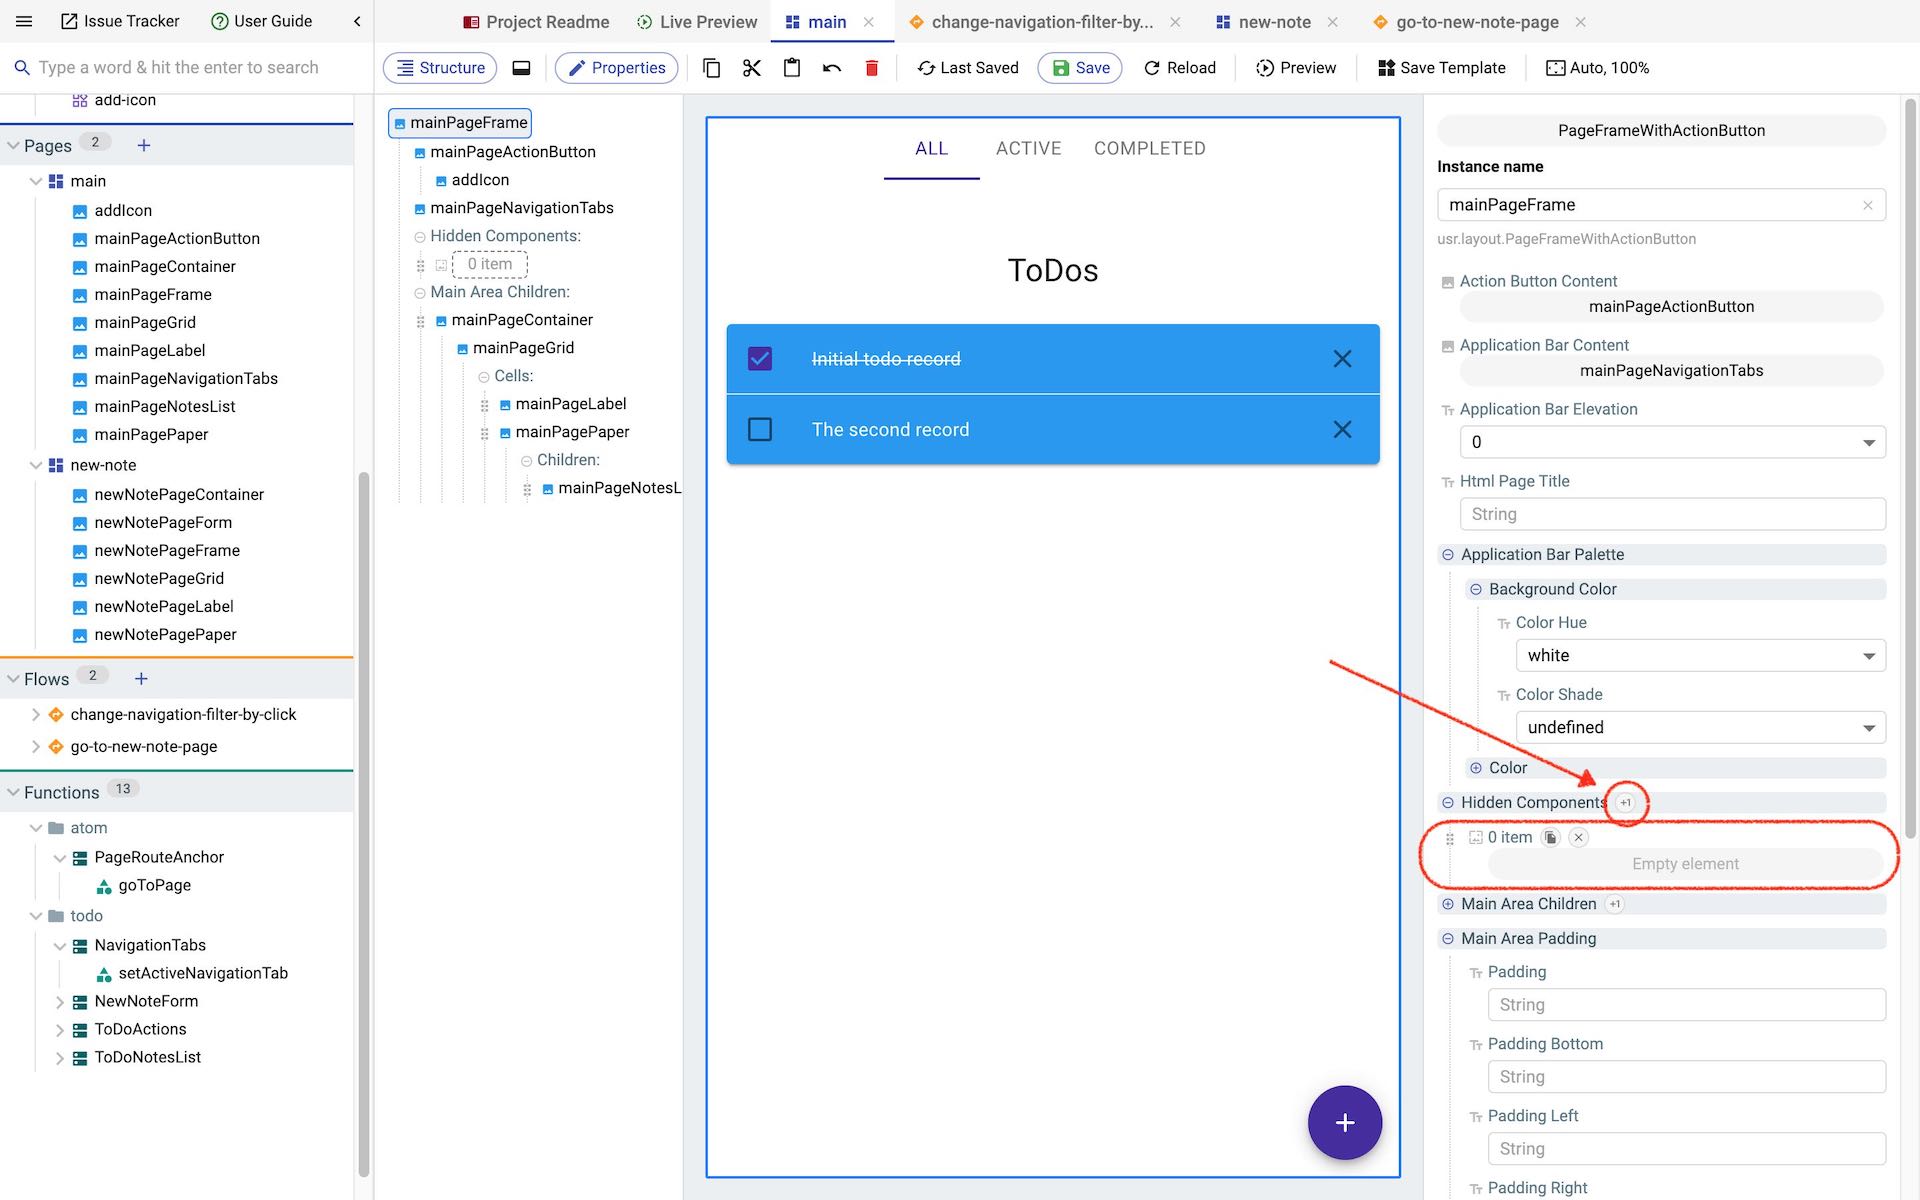 Issue Tracker
User Guide
Project Readme
Live Preview
main
change-navigation-filter-by...
new-note
go-to-new-note-page
Type a word & hit the enter to search
Structure
Properties
Last Saved
Save
Reload
Preview
Save Template
Auto, 100%
add-icon
Pages 2 +
main
addIcon
mainPageActionButton
mainPageContainer
mainPageFrame
mainPageGrid
mainPageLabel
mainPageNavigationTabs
mainPageNotesList
mainPagePaper
new-note
newNotePageContainer
newNotePageForm
newNotePageFrame
newNotePageGrid
newNotePageLabel
newNotePagePaper
Flows 2 +
change-navigation-filter-by-click
go-to-new-note-page
Functions 13
atom
PageRouteAnchor
goToPage
todo
NavigationTabs
setActiveNavigationTab
NewNoteForm
ToDoActions
ToDoNotesList
mainPageFrame
mainPageActionButton
addIcon
mainPageNavigationTabs
Hidden Components:
0 item
Main Area Children:
mainPageContainer
mainPageGrid
Cells:
mainPageLabel
mainPagePaper
Children:
mainPageNotesL
ALL
ACTIVE
COMPLETED
ToDos
Initial todo record
The second record
+
PageFrameWithActionButton
Instance name
mainPageFrame
usr.layout.PageFrameWithActionButton
Action Button Content
mainPageActionButton
Application Bar Content
mainPageNavigationTabs
Tт Application Bar Elevation
0
Tт Html Page Title
String
Application Bar Palette
Background Color
Tт Color Hue
white
Tт Color Shade
undefined
Color
Hidden Components +1
0 item
Empty element
Main Area Children +1
Main Area Padding
Tт Padding
String
Tт Padding Bottom
String
Tт Padding Left
String
Tт Padding Right